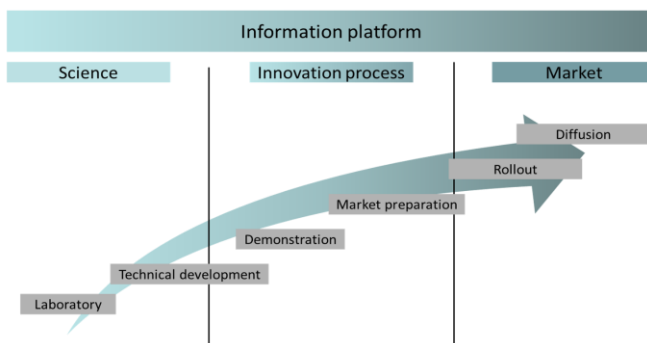 Information platform
Science
Innovation process
Market
Diffusion
Rollout
Market preparation
Demonstration
Technical development
Laboratory